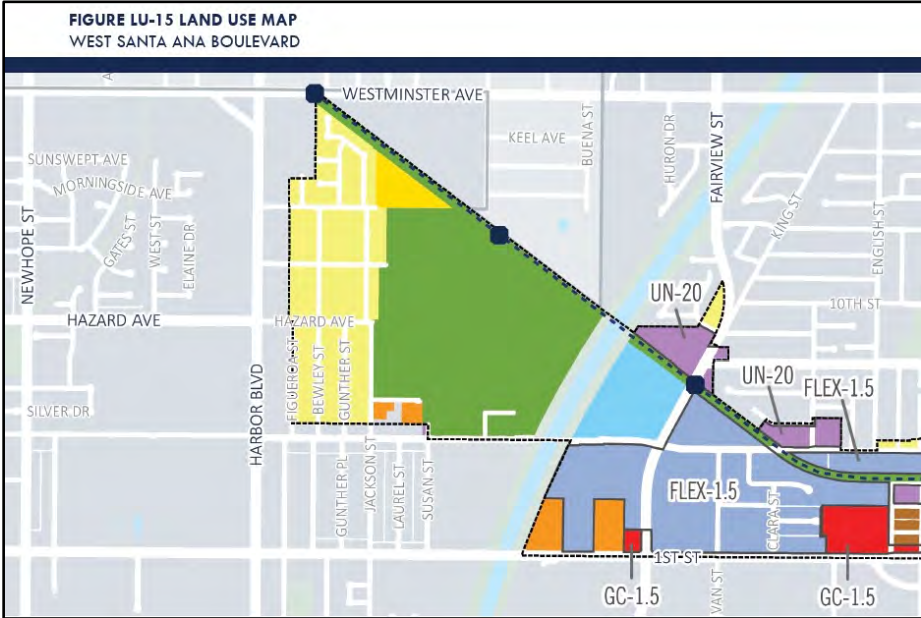 FIGURE LU-15 LAND USE MAP
WEST SANTA ANA BOULEVARD
WESTMINSTER AVE
KEEL AVE
BUENA ST
HURON DR
FAIRVIEW ST
KING ST
ENGLISH ST
SUNSWEPT AVE
MORNINGSIDE AVE
GATES ST
WEST ST
ELAINE DR
NEWHOPE ST
HARBOR BLVD
HAZARD AVE
HAZARD AVE
FIGUEROA ST
BEWLEY ST
GUNTHER ST
10TH ST
UN-20
UN-20
FLEX-1.5
SILVER DR
GUNTHER PL
JACKSON ST
LAUREL ST
SUSAN ST
FLEX-1.5
CLARA ST
1ST ST
GC-1.5
VAN ST
GC-1.5